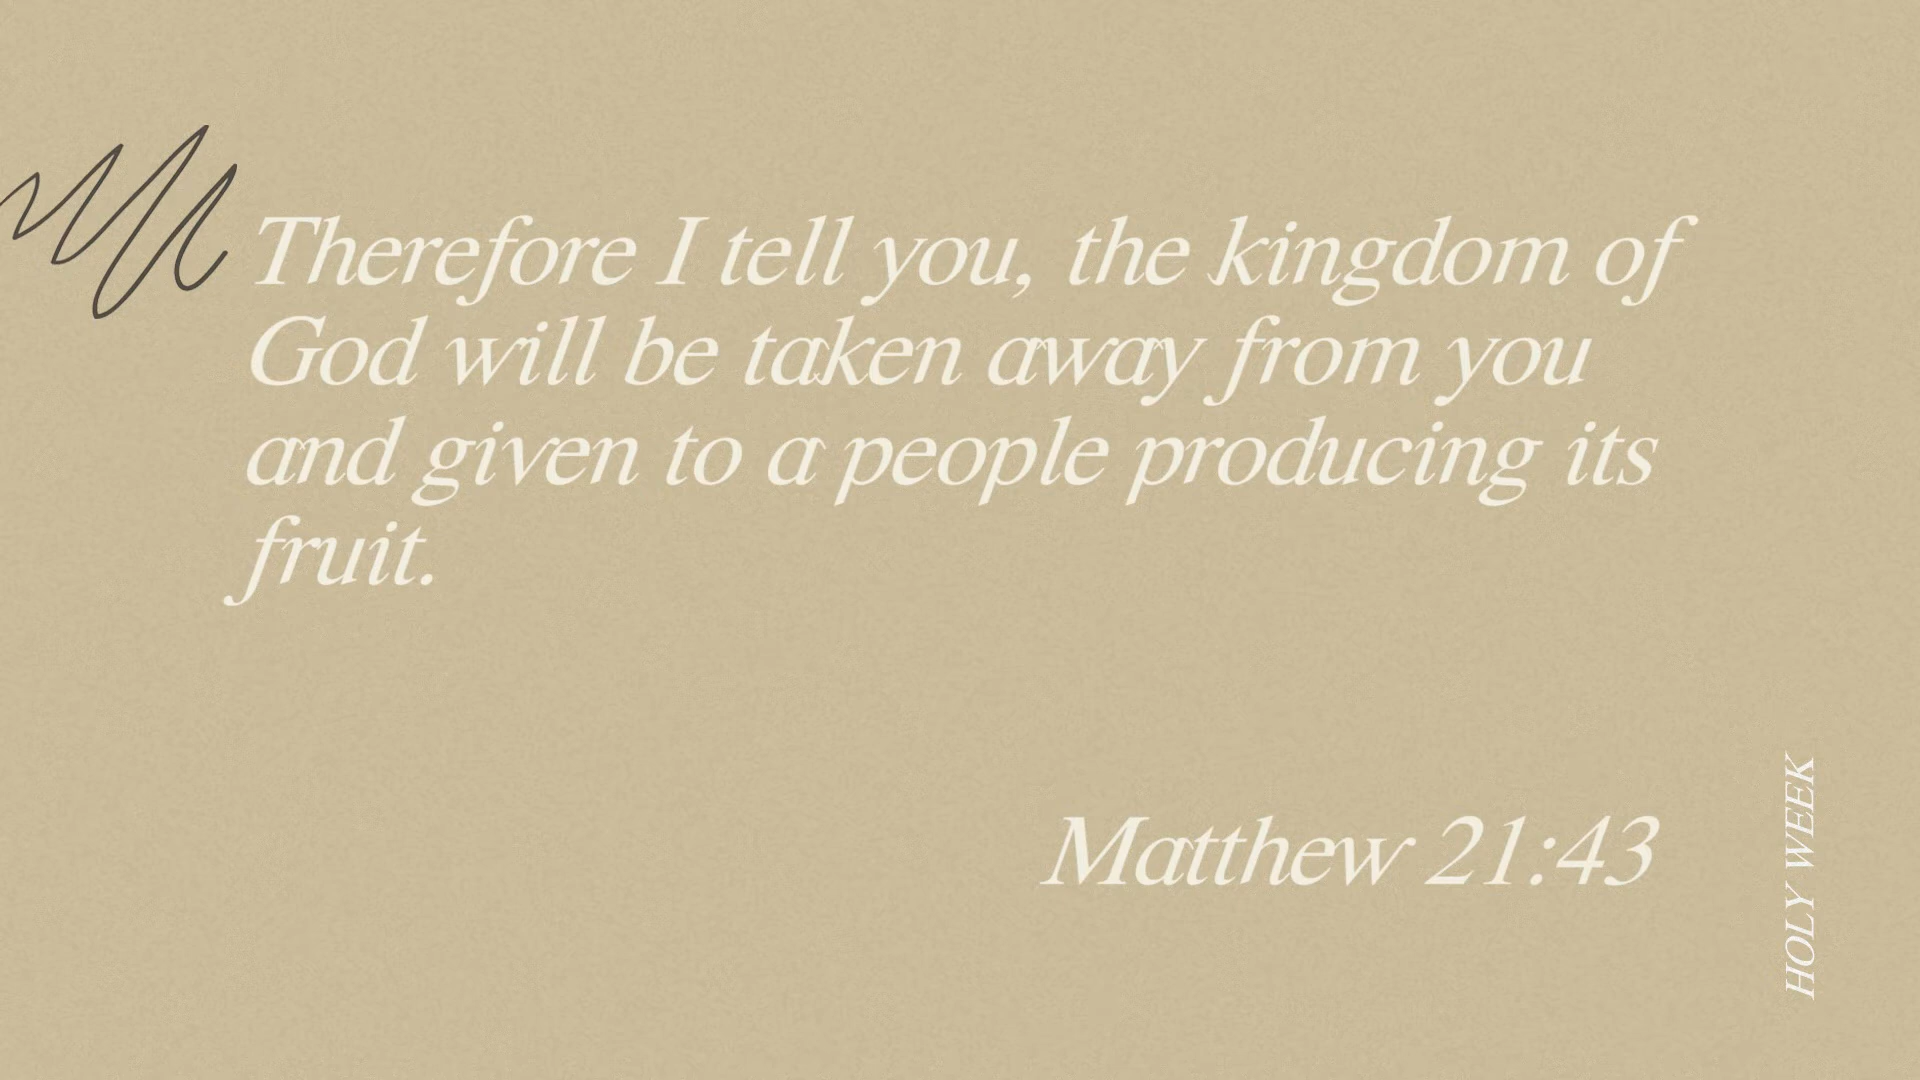 Therefore I tell you, the kingdom of
God will be taken away from you
and given to a people producing its
fruit.
Matthew 21:43
HOLY WEEK